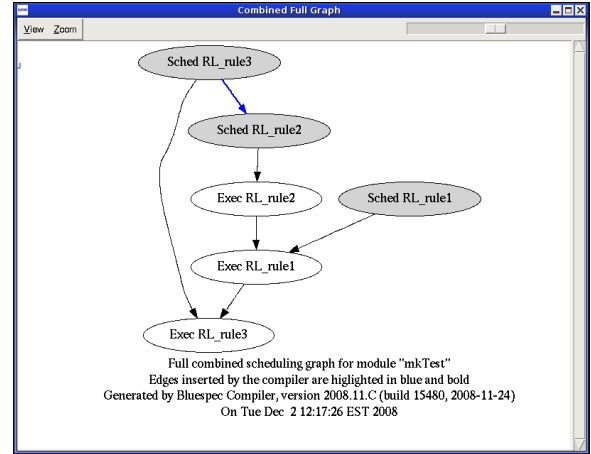 Combined Full Graph
View Zoom
Sched RL_rule3
Sched RL_rule2
Exec RL_rule2
Sched RL_rule1
Exec RL_rule1
Exec RL_rule3
Full combined scheduling graph for module "mkTest"
Edges inserted by the compiler are higlighted in blue and bold
Generated by Bluespec Compiler, version 2008.11.C (build 15480, 2008-11-24)
On Tue Dec  2 12:17:26 EST 2008